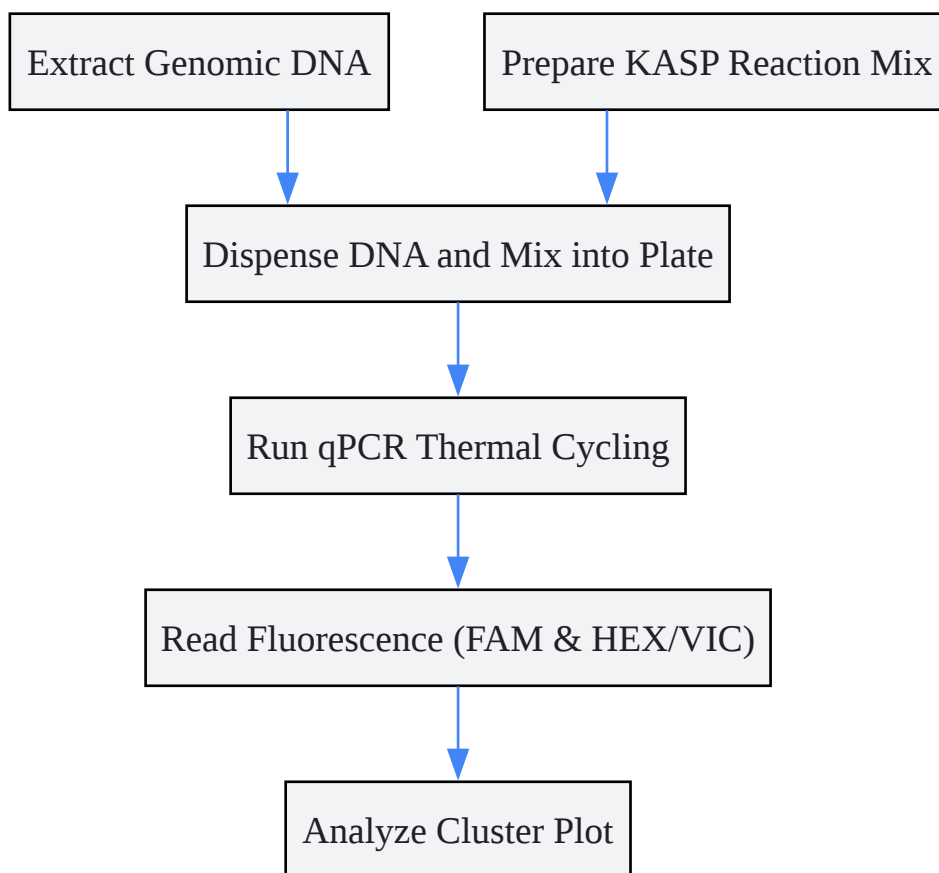 Extract Genomic DNA
Prepare KASP Reaction Mix
Dispense DNA and Mix into Plate
Run qPCR Thermal Cycling
Read Fluorescence (FAM & HEX/VIC)
Analyze Cluster Plot